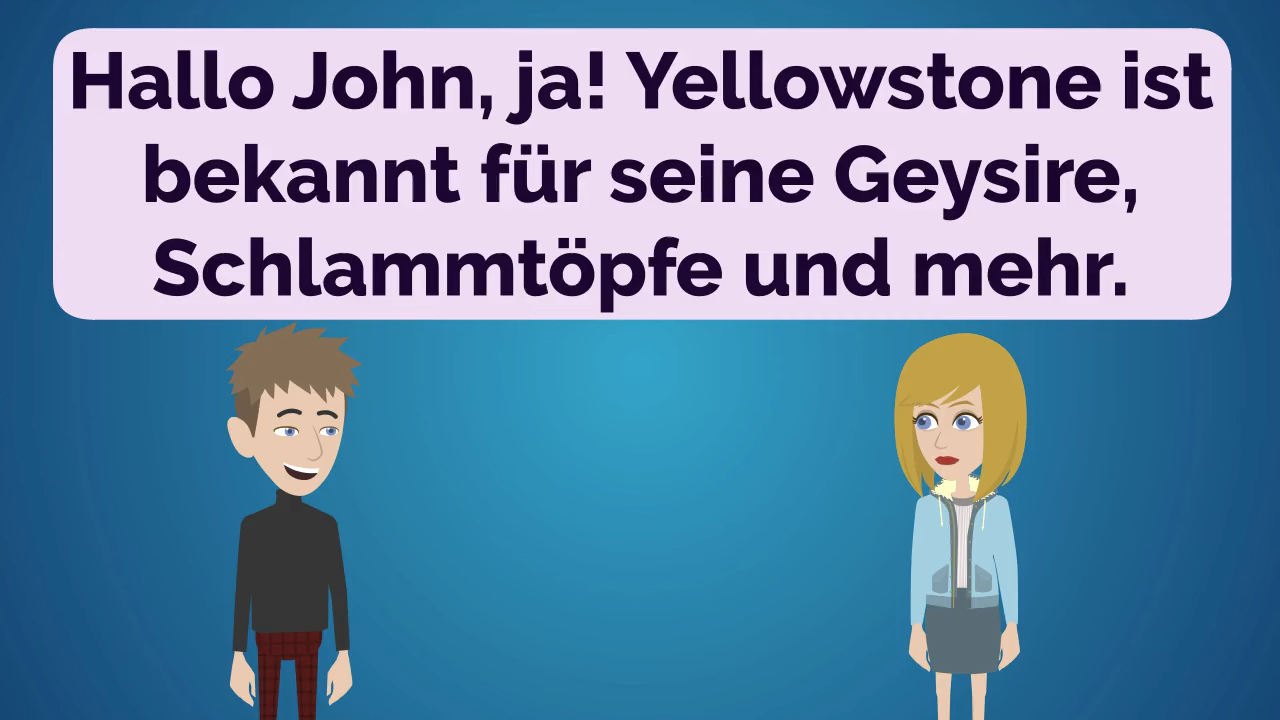 Hallo John, ja! Yellowstone ist
bekannt für seine Geysire,
Schlammtöpfe und mehr.